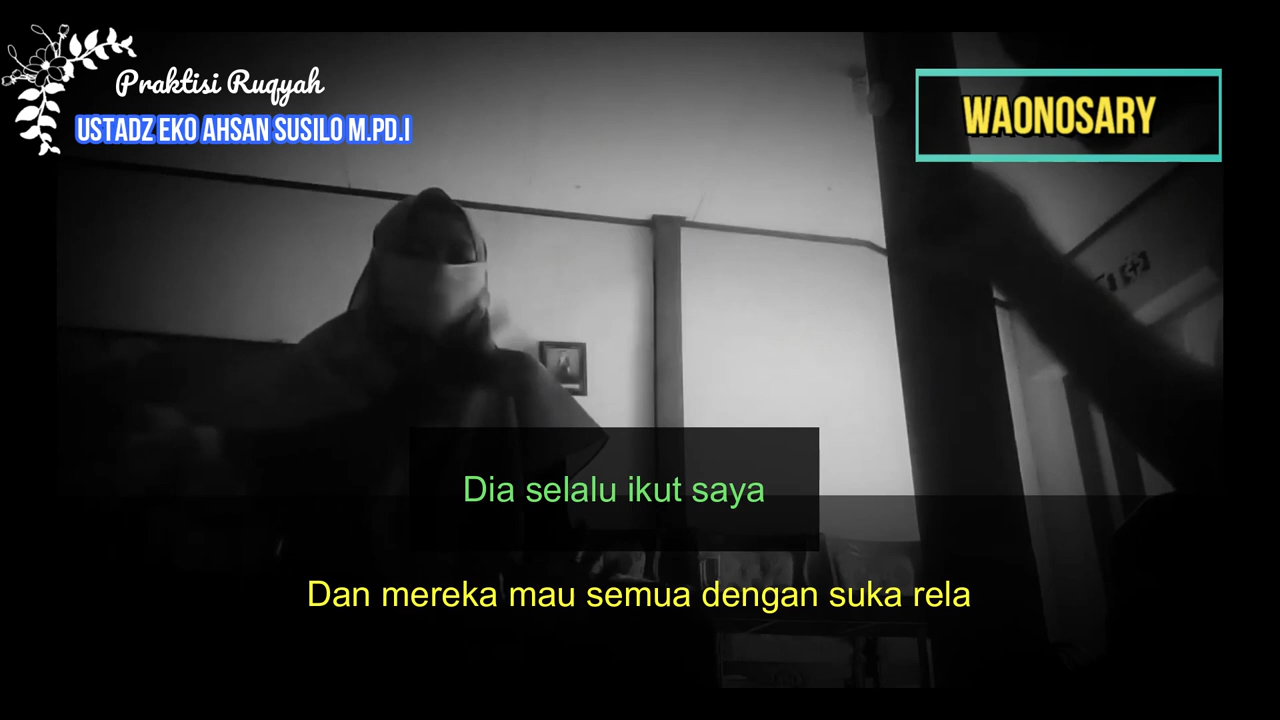 Praktisi Ruqyah
USTADZ EKO AHSAN SUSILO M.PD.I
WAONOSARY
Dia selalu ikut saya
Dan mereka mau semua dengan suka rela